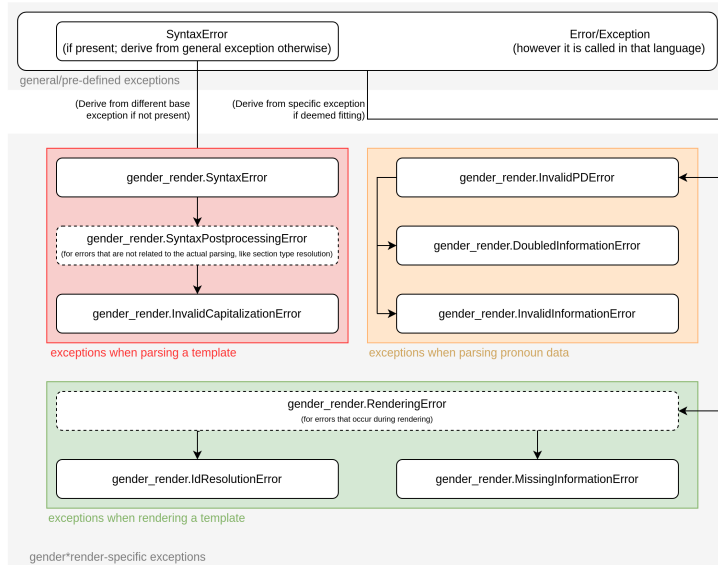 SyntaxError
(if present; derive from general exception otherwise)
Error/Exception
(however it is called in that language)
general/pre-defined exceptions
(Derive from different base
exception if not present)
(Derive from specific exception
if deemed fitting)
gender_render.SyntaxError
gender_render.SyntaxPostprocessingError
(for errors that are not related to the actual parsing, like section type resolution)
gender_render.InvalidCapitalizationError
exceptions when parsing a template
gender_render.InvalidPDError
gender_render.DoubledInformationError
gender_render.InvalidInformationError
exceptions when parsing pronoun data
gender_render.RenderingError
(for errors that occur during rendering)
gender_render.IdResolutionError
gender_render.MissingInformationError
exceptions when rendering a template
gender*render-specific exceptions